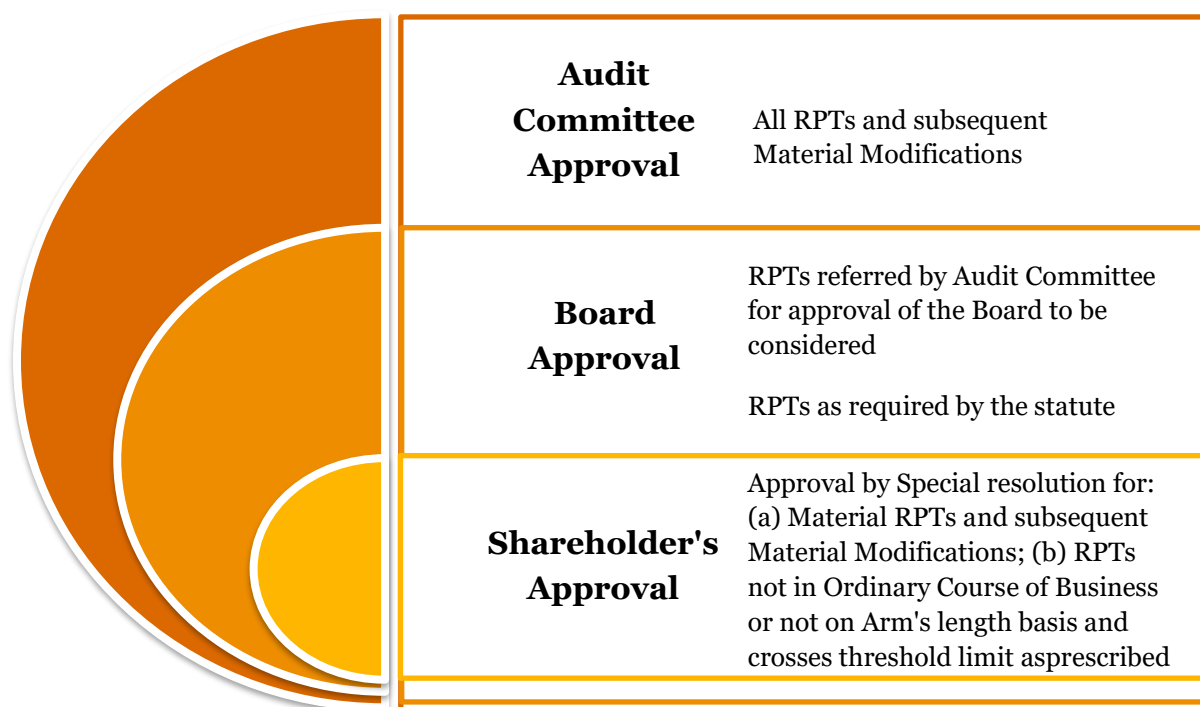 Audit
Committee
Approval
All RPTs and subsequent
Material Modifications
Board
Approval
RPTs referred by Audit Committee
for approval of the Board to be
considered
RPTs as required by the statute
Shareholder's
Approval
Approval by Special resolution for:
(a) Material RPTs and subsequent
Material Modifications; (b) RPTs
not in Ordinary Course of Business
or not on Arm's length basis and
crosses threshold limit asprescribed